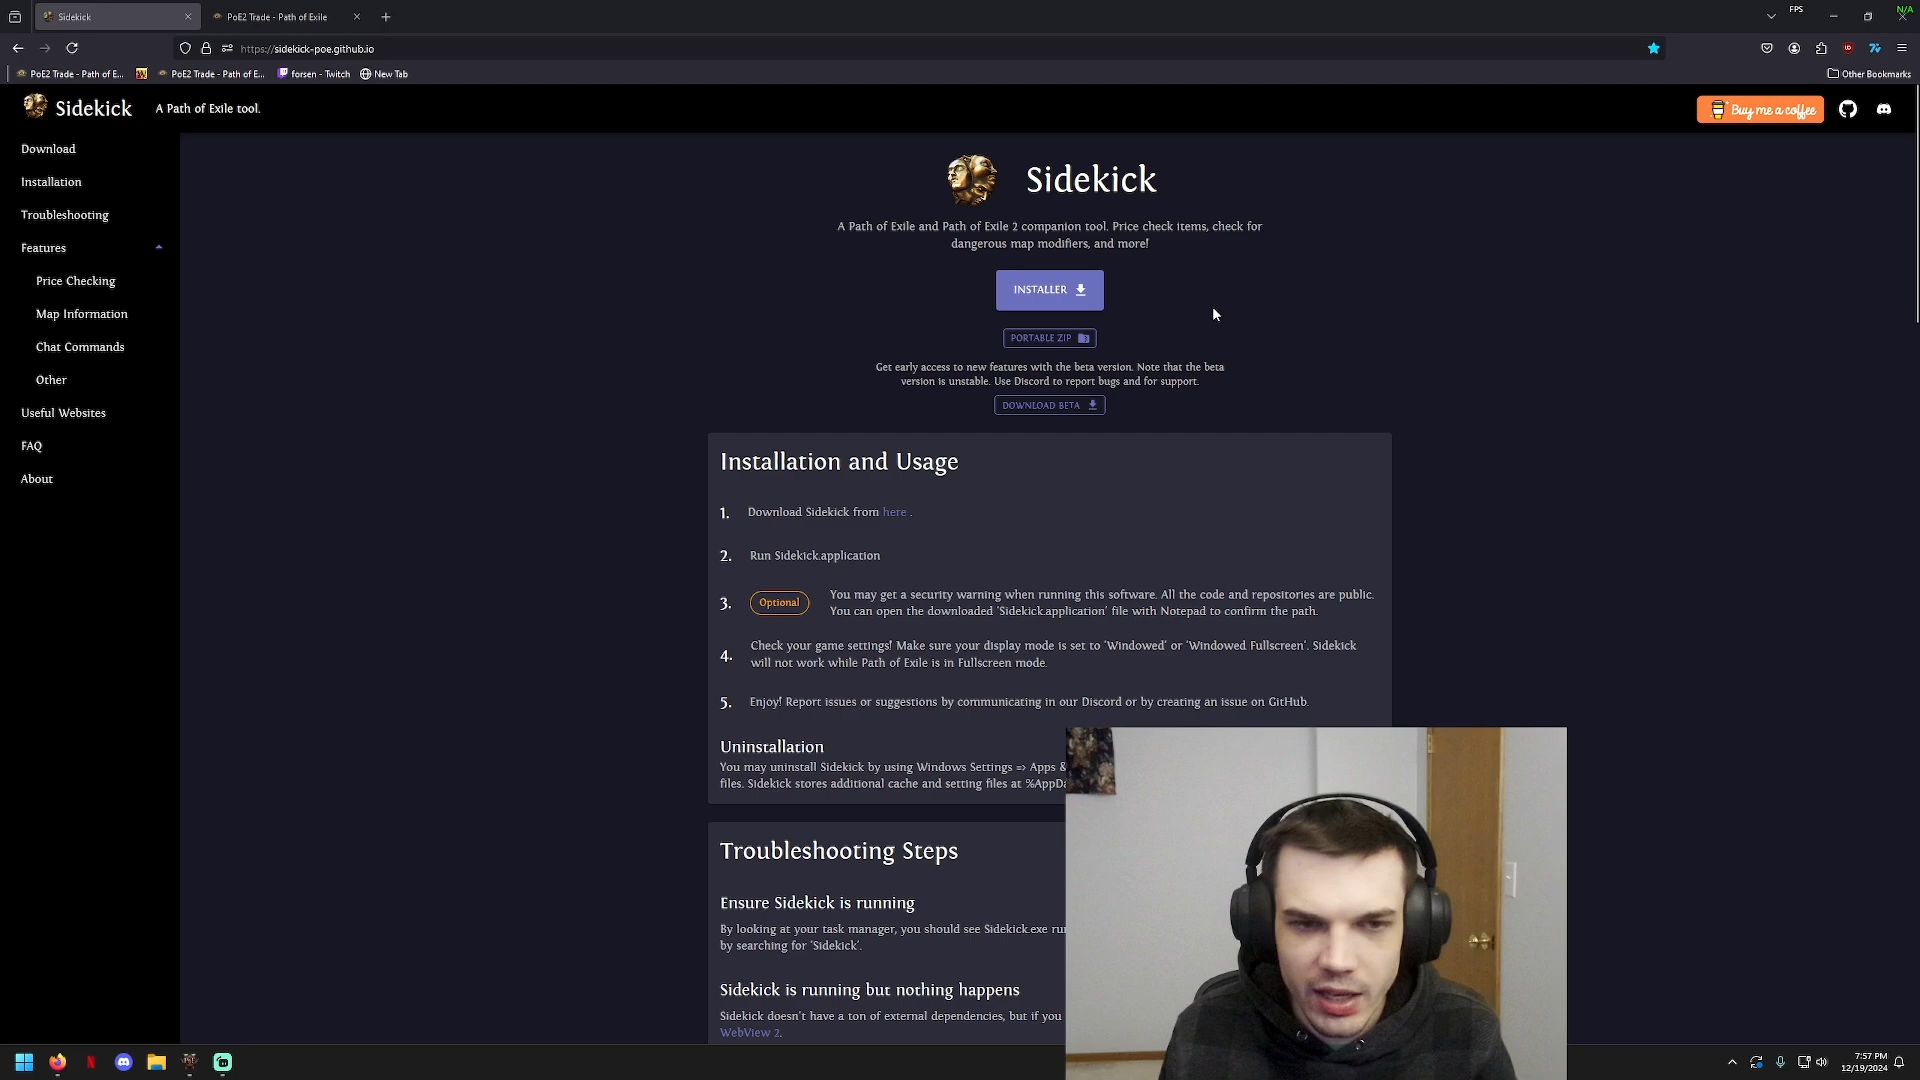 Sidekick
PoE2 Trade - Path of Exile
FPS
N/A
https://sidekick-poe.github.io
PoE2 Trade - Path of E...
PoE2 Trade - Path of E...
forsen - Twitch
New Tab
Other Bookmarks
Sidekick
A Path of Exile tool.
Buy me a coffee
Download
Installation
Troubleshooting
Features
Price Checking
Map Information
Chat Commands
Other
Useful Websites
FAQ
About
Sidekick
A Path of Exile and Path of Exile 2 companion tool. Price check items, check for
dangerous map modifiers, and more!
INSTALLER
PORTABLE ZIP
Get early access to new features with the beta version. Note that the beta
version is unstable. Use Discord to report bugs and for support.
DOWNLOAD BETA
Installation and Usage
1. Download Sidekick from here .
2. Run Sidekick.application
3. Optional You may get a security warning when running this software. All the code and repositories are public.
You can open the downloaded 'Sidekick.application' file with Notepad to confirm the path.
4. Check your game settings! Make sure your display mode is set to 'Windowed' or 'Windowed Fullscreen'. Sidekick
will not work while Path of Exile is in Fullscreen mode.
5. Enjoy! Report issues or suggestions by communicating in our Discord or by creating an issue on GitHub.
Uninstallation
You may uninstall Sidekick by using Windows Settings => Apps &
files. Sidekick stores additional cache and setting files at %AppDa
Troubleshooting Steps
Ensure Sidekick is running
By looking at your task manager, you should see Sidekick.exe ru
by searching for 'Sidekick'.
Sidekick is running but nothing happens
Sidekick doesn't have a ton of external dependencies, but if you
WebView 2.
7:57 PM
12/19/2024